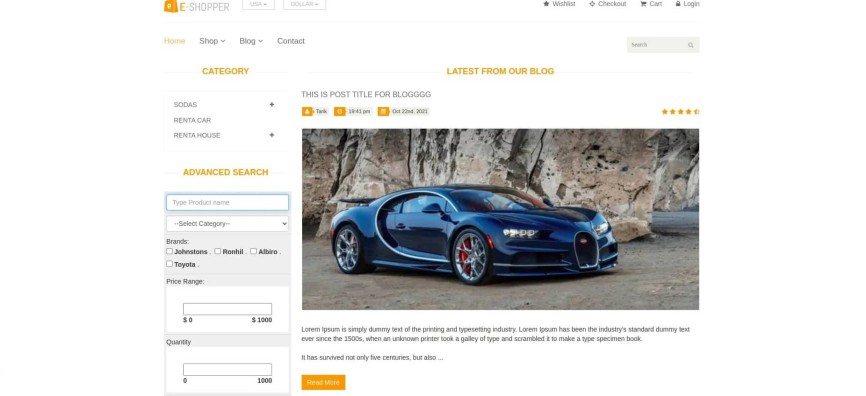 E-SHOPPER
USA
DOLLAR
Wishlist
Checkout
Cart
Login
Home
Shop
Blog
Contact
Search
CATEGORY
SODAS
RENTA CAR
RENTA HOUSE
ADVANCED SEARCH
Type Product name
--Select Category--
Brands:
Johnstons . Ronhil . Albiro .
Toyota .
Price Range:
$ 0 $ 1000
Quantity
0 1000
LATEST FROM OUR BLOG
THIS IS POST TITLE FOR BLOGGGG
Tarik 19:41 pm Oct 22nd, 2021
Lorem Ipsum is simply dummy text of the printing and typesetting industry. Lorem Ipsum has been the industry's standard dummy text
ever since the 1500s, when an unknown printer took a galley of type and scrambled it to make a type specimen book.
It has survived not only five centuries, but also ...
Read More